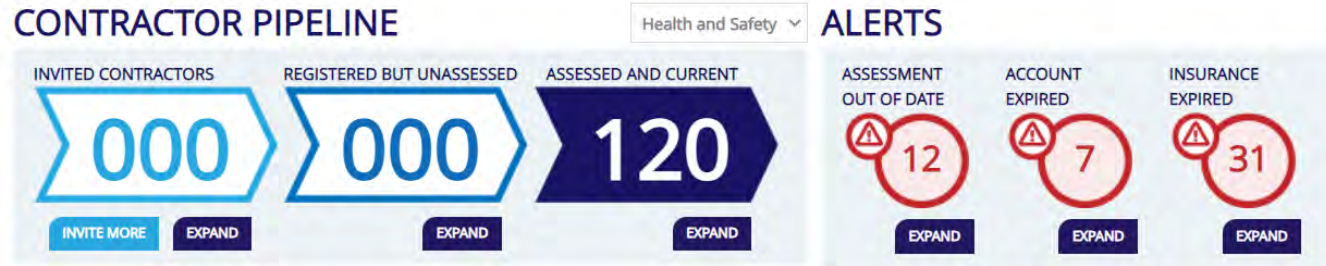 CONTRACTOR PIPELINE
Health and Safety
INVITED CONTRACTORS
000
INVITE MORE
EXPAND
REGISTERED BUT UNASSESSED
000
EXPAND
ASSESSED AND CURRENT
120
EXPAND
ALERTS
ASSESSMENT
OUT OF DATE
12
EXPAND
ACCOUNT
EXPIRED
7
EXPAND
INSURANCE
EXPIRED
31
EXPAND